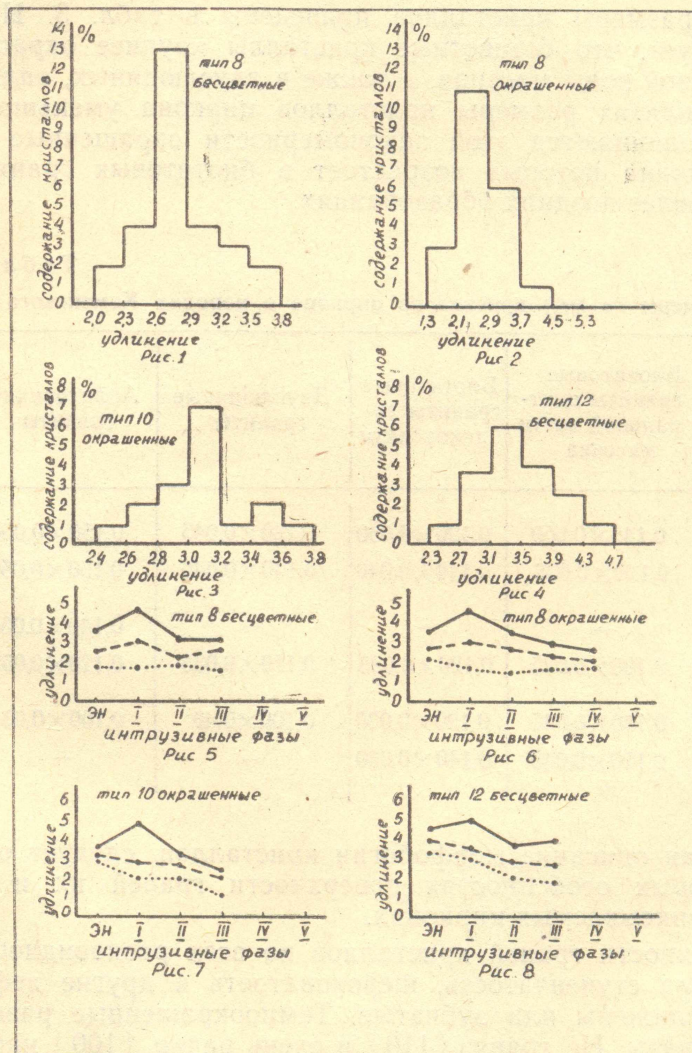 %
14
13
12
11
10
9
8
7
6
5
4
3
2
1
0
содержание кристаллов
тип 8
бесцветные
2,0 2,3 2,6 2,9 3,2 3,5 3,8
удлинение
Рис.1
%
14
13
12
11
10
9
8
7
6
5
4
3
2
1
0
содержание кристаллов
тип 8
окрашенные
1,3 2,1 2,9 3,7 4,5 5,3
удлинение
Рис 2
%
8
7
6
5
4
3
2
1
0
содержание кристаллов
тип 10
окрашенные
2,4 2,6 2,8 3,0 3,2 3,4 3,6 3,8
удлинение
Рис.3
%
8
7
6
5
4
3
2
1
0
содержание кристаллов
тип 12
бесцветные
2,3 2,7 3,1 3,5 3,9 4,3 4,7
удлинение
Рис 4
5
4
3
2
1
0
удлинение
тип 8 бесцветные
ЭН I II III IV V
интрузивные фазы
Рис 5
5
4
3
2
1
0
удлинение
тип 8 окрашенные
ЭН I II III IV V
интрузивные фазы
Рис 6
6
5
4
3
2
1
0
удлинение
тип 10 окрашенные
ЭН I II III IV V
интрузивные фазы
Рис.7
6
5
4
3
2
1
0
удлинение
тип 12 бесцветные
ЭН I II III IV V
интрузивные фазы
Рис.8